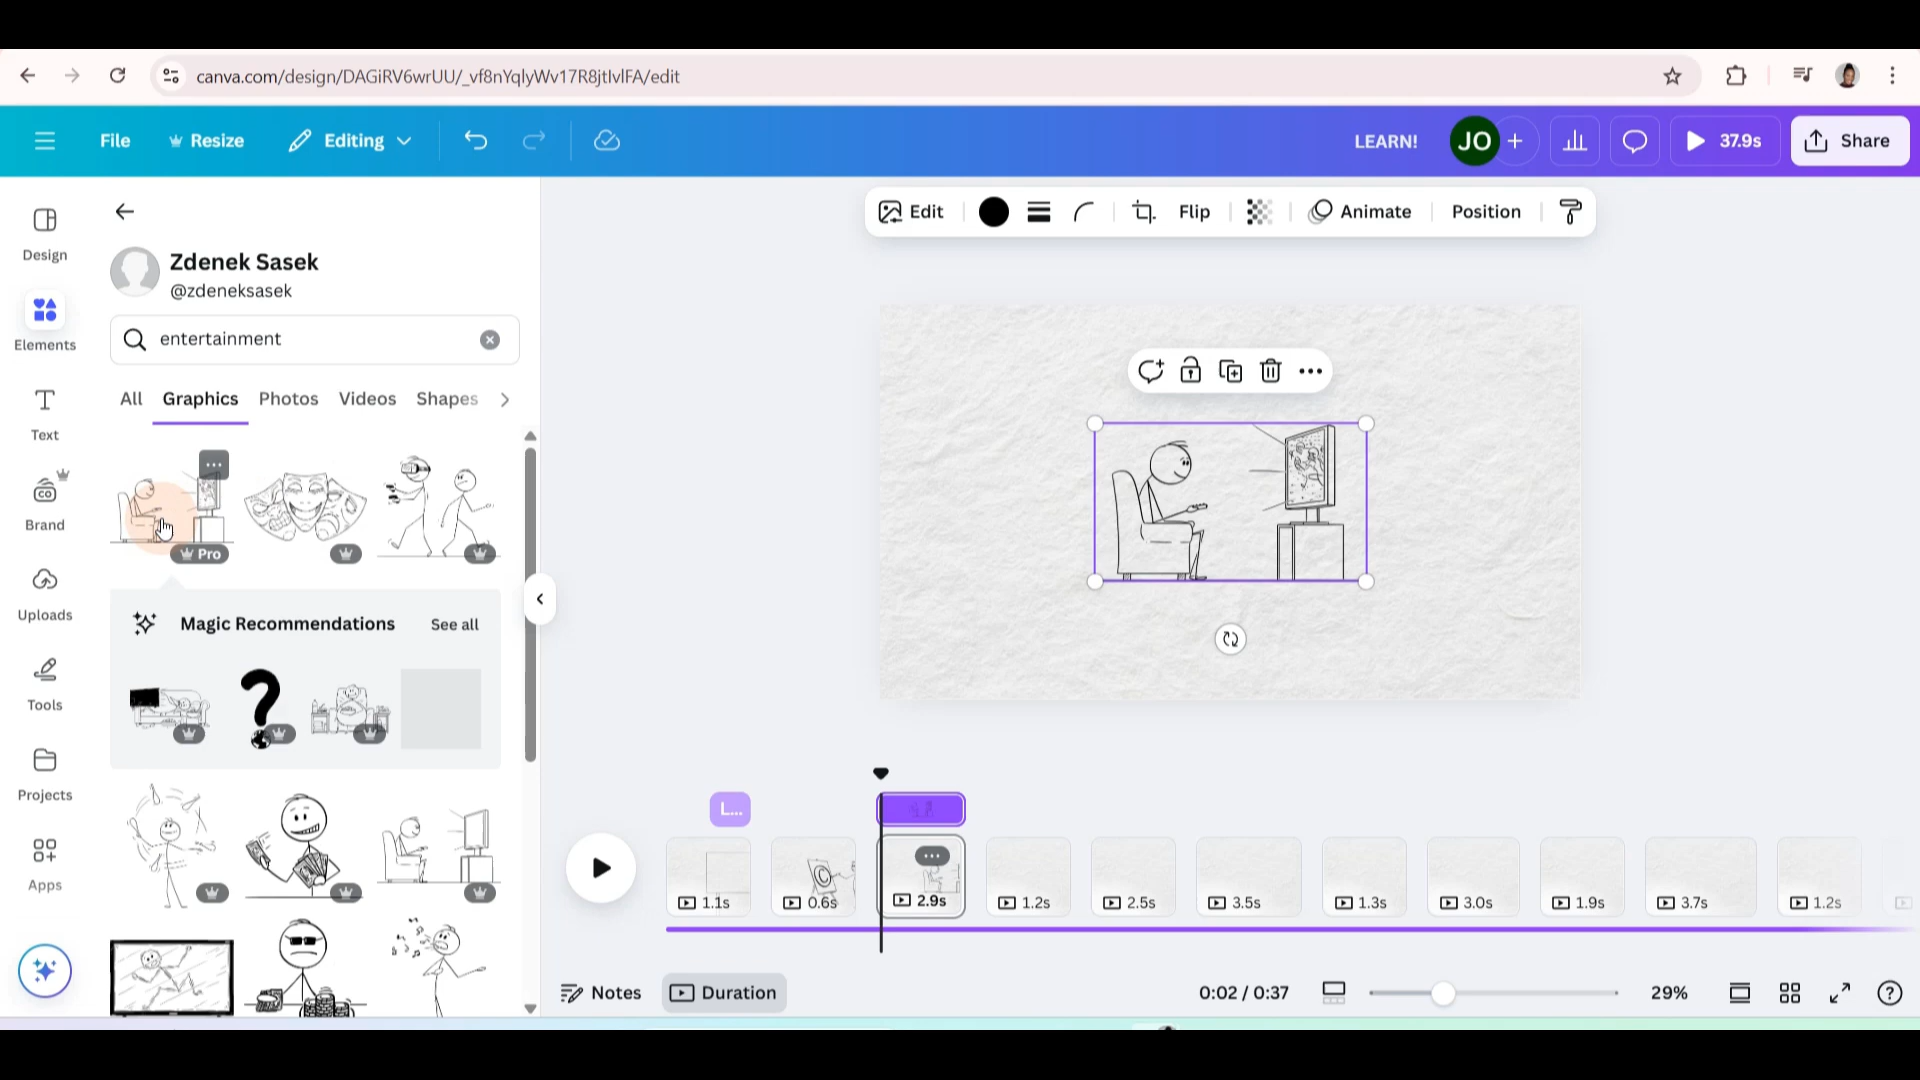 canva.com/design/DAGiRV6wrUU/_vf8nYqlyWv17R8jtIvlFA/edit
File
Resize
Editing
LEARN!
JO
37.9s
Share
Design
Elements
Text
Brand
Uploads
Tools
Projects
Apps
Zdenek Sasek
@zdeneksasek
entertainment
All
Graphics
Photos
Videos
Shapes
Pro
Magic Recommendations
See all
Edit
Flip
Animate
Position
L...
1.1s
0.6s
2.9s
1.2s
2.5s
3.5s
1.3s
3.0s
1.9s
3.7s
1.2s
Notes
Duration
0:02 / 0:37
29%